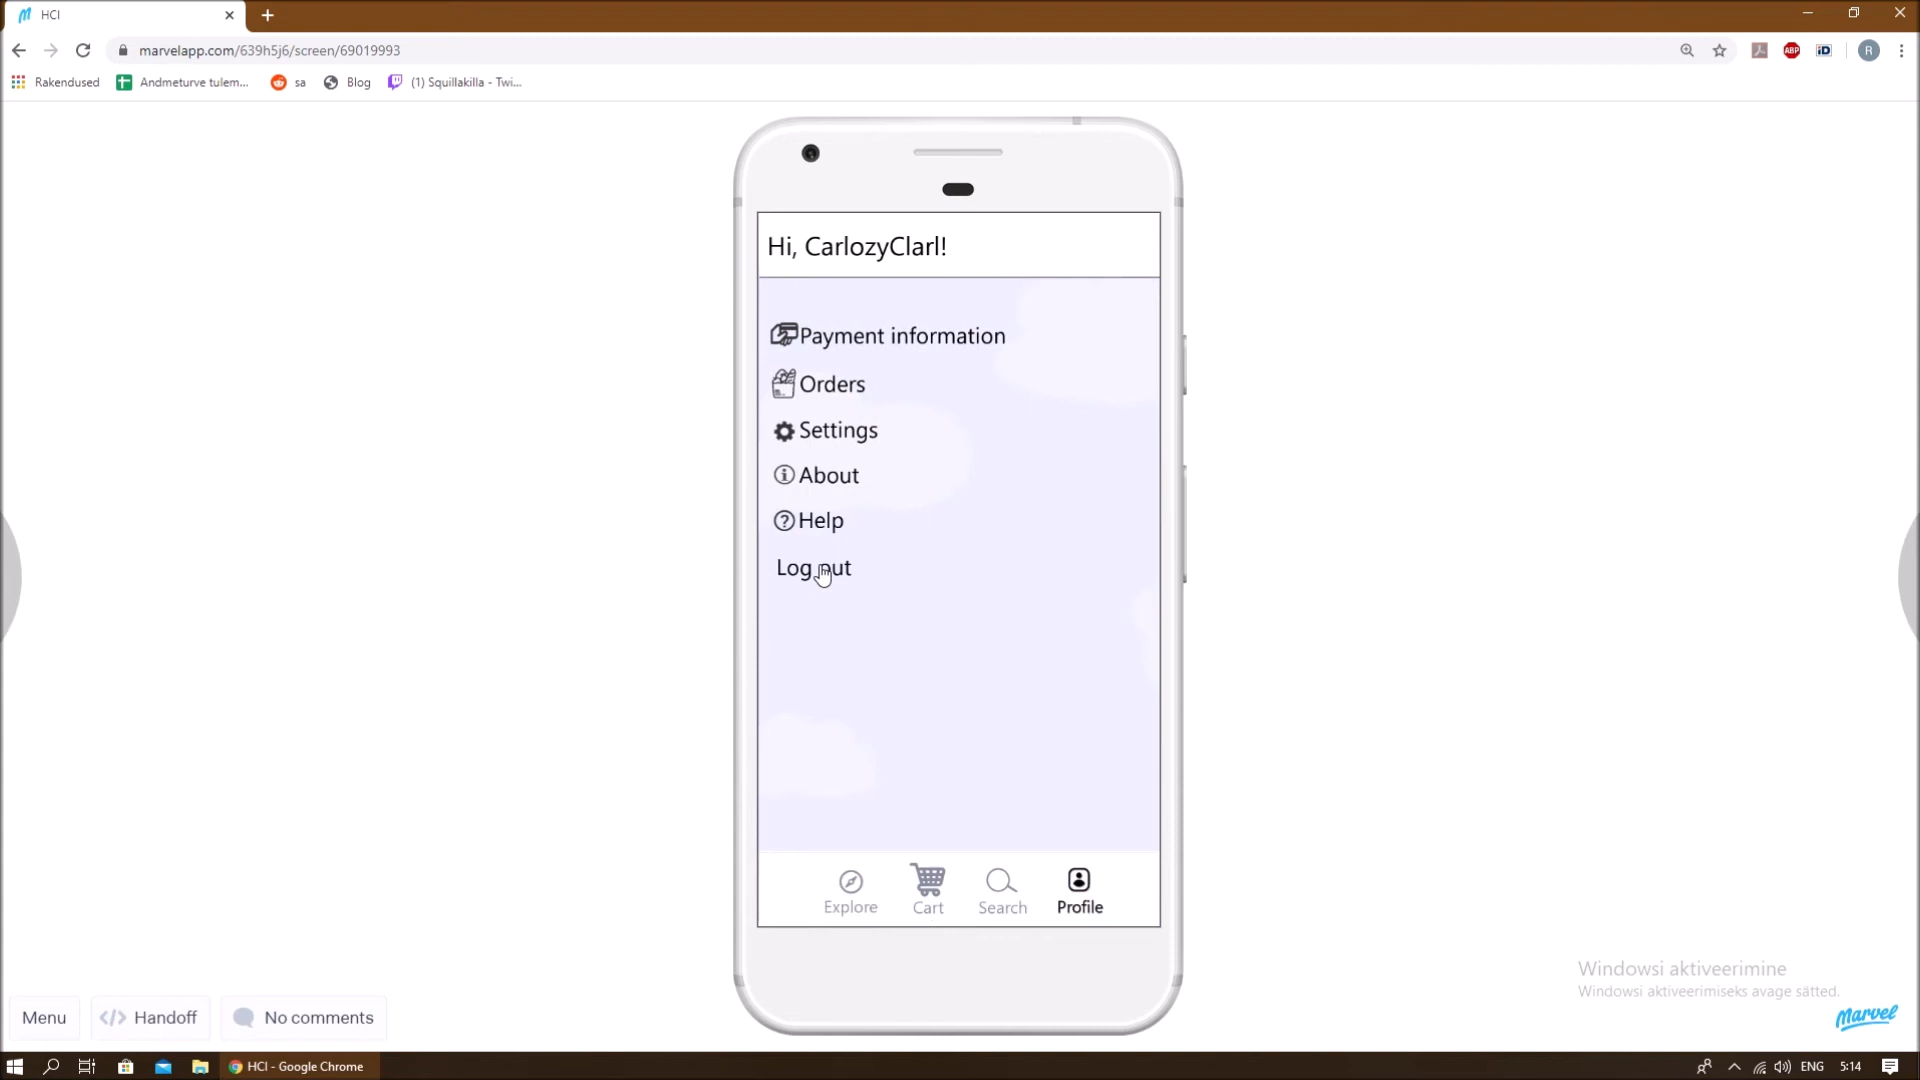 HCI
marvelapp.com/639h5j6/screen/69019993
ABP
iD
R
Rakendused
Andmeturve tulem...
sa
Blog
(1) Squillakilla - Twi...
Hi, CarlozyClarl!
Payment information
Orders
Settings
About
Help
Log out
Explore
Cart
Search
Profile
Windowsi aktiveerimine
Windowsi aktiveerimiseks avage sätted.
Marvel
Menu
Handoff
No comments
HCI - Google Chrome
ENG
5:14